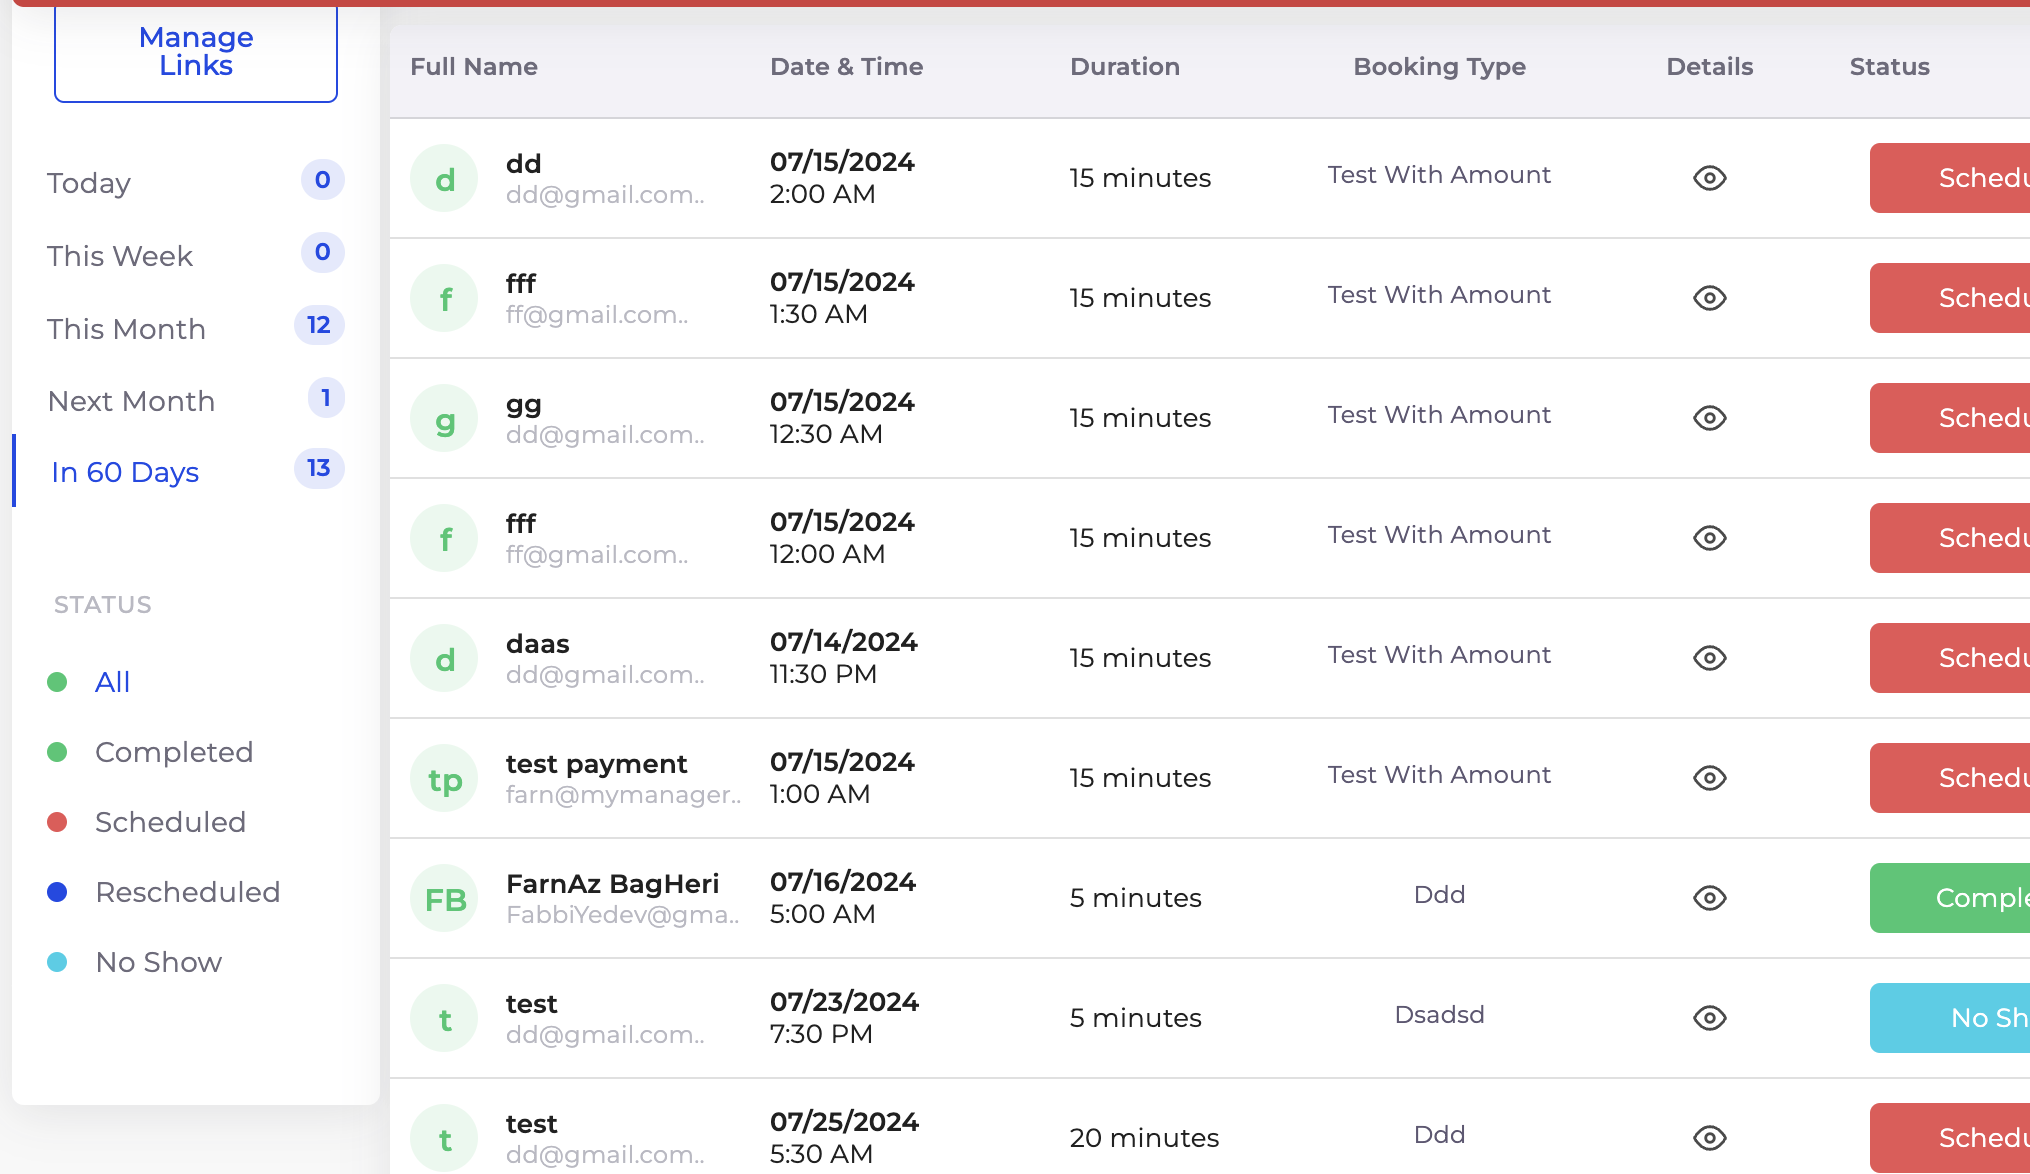 Manage
Links
Today 0
This Week 0
This Month 12
Next Month 1
In 60 Days 13
STATUS
All
Completed
Scheduled
Rescheduled
No Show
Full Name Date & Time Duration Booking Type Details Status
d dd 07/15/2024 15 minutes Test With Amount Schedu
dd@gmail.com.. 2:00 AM
f fff 07/15/2024 15 minutes Test With Amount Schedu
ff@gmail.com.. 1:30 AM
g gg 07/15/2024 15 minutes Test With Amount Schedu
dd@gmail.com.. 12:30 AM
f fff 07/15/2024 15 minutes Test With Amount Schedu
ff@gmail.com.. 12:00 AM
d daas 07/14/2024 15 minutes Test With Amount Schedu
dd@gmail.com.. 11:30 PM
tp test payment 07/15/2024 15 minutes Test With Amount Schedu
farn@mymanager.. 1:00 AM
FB FarnAz BagHeri 07/16/2024 5 minutes Ddd Comple
FabbiYedev@gma.. 5:00 AM
t test 07/23/2024 5 minutes Dsadsd No Sh
dd@gmail.com.. 7:30 PM
t test 07/25/2024 20 minutes Ddd Schedu
dd@gmail.com.. 5:30 AM